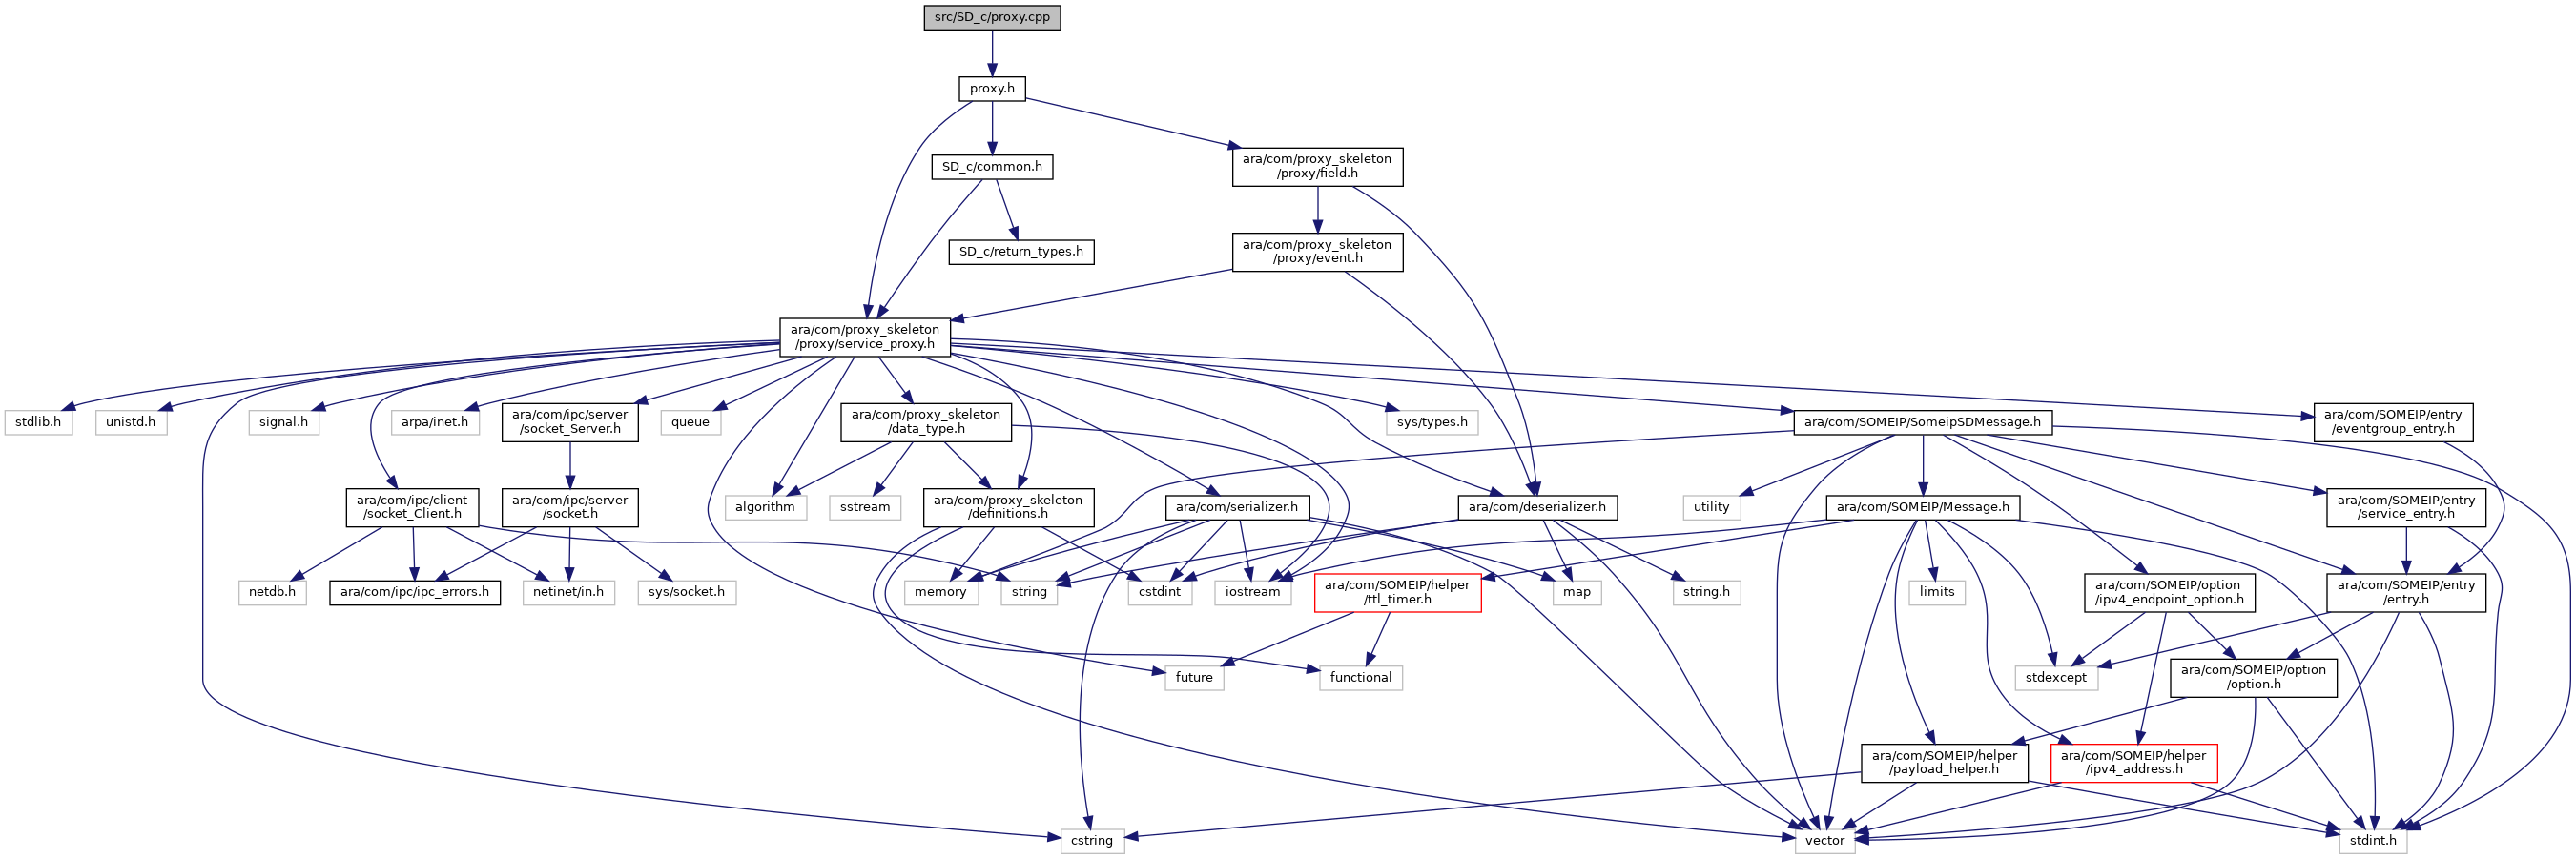 src/SD_c/proxy.cpp
proxy.h
SD_c/common.h
ara/com/proxy_skeleton
/proxy/field.h
SD_c/return_types.h
ara/com/proxy_skeleton
/proxy/event.h
ara/com/proxy_skeleton
/proxy/service_proxy.h
stdlib.h
unistd.h
signal.h
arpa/inet.h
ara/com/ipc/server
/socket_Server.h
queue
ara/com/proxy_skeleton
/data_type.h
sys/types.h
ara/com/SOMEIP/SomeipSDMessage.h
ara/com/SOMEIP/entry
/eventgroup_entry.h
ara/com/ipc/client
/socket_Client.h
ara/com/ipc/server
/socket.h
algorithm
sstream
ara/com/proxy_skeleton
/definitions.h
ara/com/serializer.h
ara/com/deserializer.h
utility
ara/com/SOMEIP/Message.h
ara/com/SOMEIP/entry
/service_entry.h
netdb.h
ara/com/ipc/ipc_errors.h
netinet/in.h
sys/socket.h
memory
string
cstdint
iostream
ara/com/SOMEIP/helper
/ttl_timer.h
map
string.h
limits
ara/com/SOMEIP/option
/ipv4_endpoint_option.h
ara/com/SOMEIP/entry
/entry.h
future
functional
stdexcept
ara/com/SOMEIP/option
/option.h
ara/com/SOMEIP/helper
/payload_helper.h
ara/com/SOMEIP/helper
/ipv4_address.h
cstring
vector
stdint.h